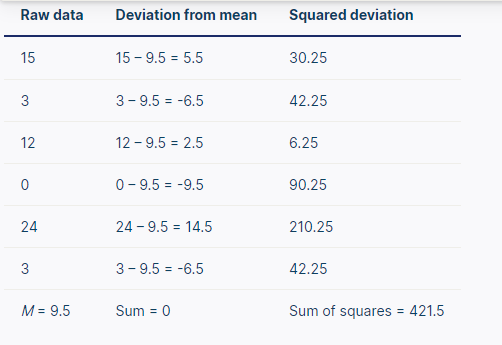 Raw data Deviation from mean Squared deviation
15 15 – 9.5 = 5.5 30.25
3 3 – 9.5 = -6.5 42.25
12 12 – 9.5 = 2.5 6.25
0 0 – 9.5 = -9.5 90.25
24 24 – 9.5 = 14.5 210.25
3 3 – 9.5 = -6.5 42.25
M = 9.5 Sum = 0 Sum of squares = 421.5